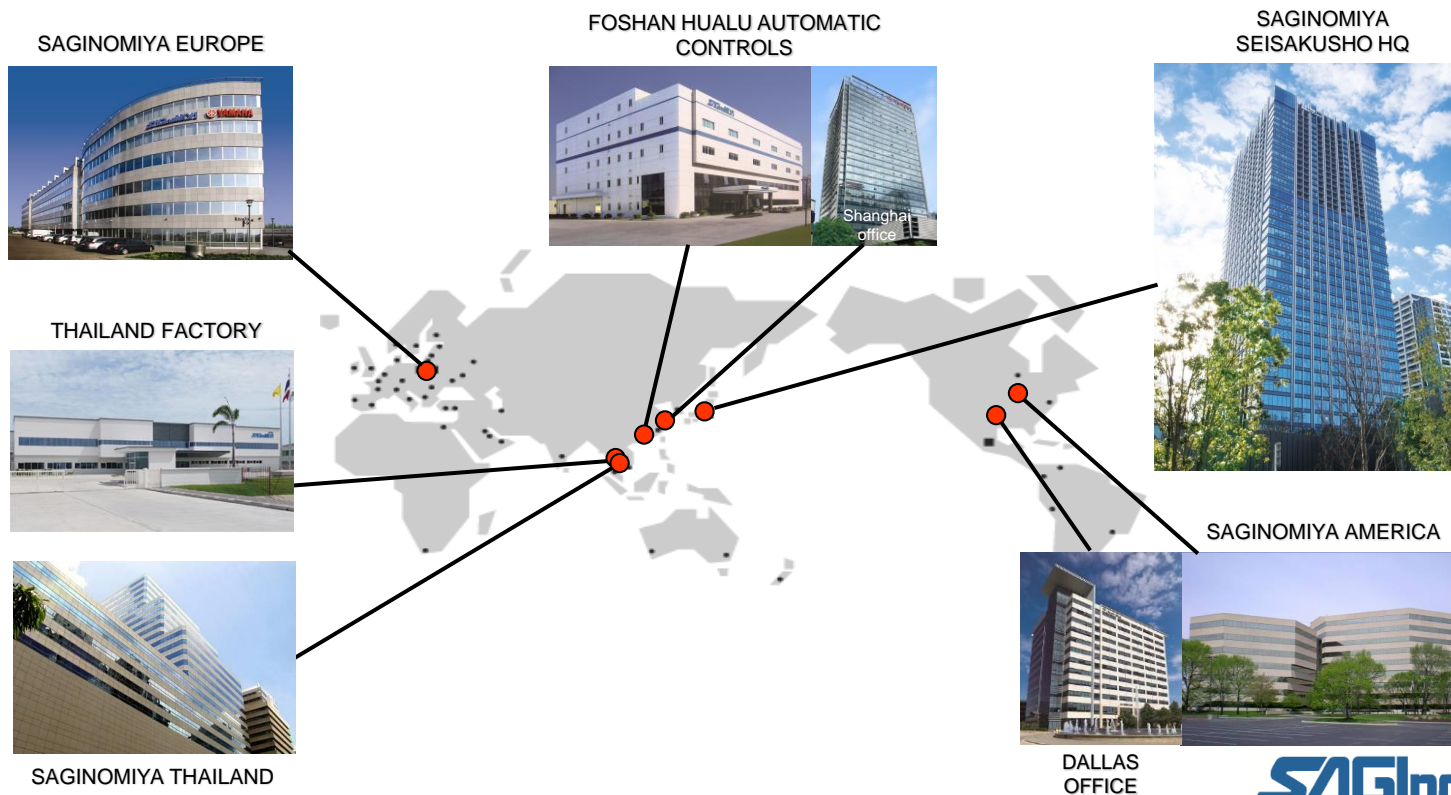 SAGINOMIYA EUROPE
YAMAHA
FOSHAN HUALU AUTOMATIC
CONTROLS
Shanghai
office
SAGINOMIYA
SEISAKUSHO HQ
THAILAND FACTORY
SAGINOMIYA AMERICA
SAGINOMIYA THAILAND
DALLAS
OFFICE